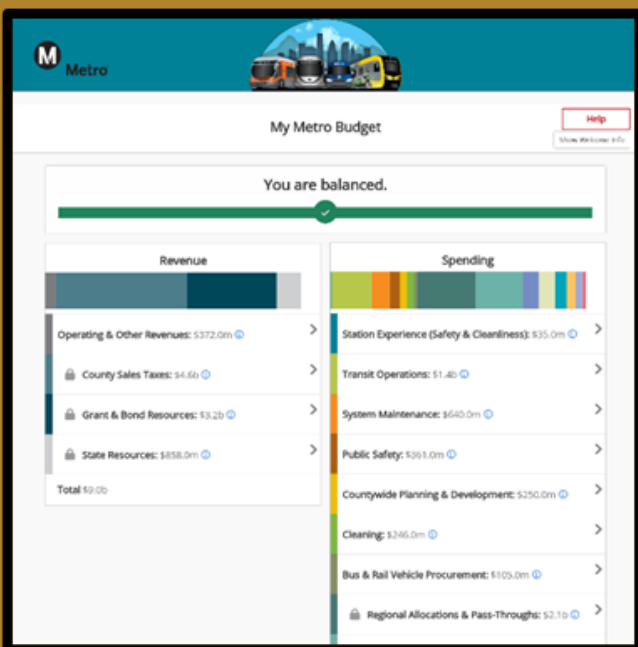 M
Metro
My Metro Budget
Help
Show Welcome Info
You are balanced.
Revenue
Operating & Other Revenues: $372.0m
County Sales Taxes: $4.6b
Grant & Bond Resources: $3.2b
State Resources: $858.0m
Total $9.0b
Spending
Station Experience (Safety & Cleanliness): $35.0m
Transit Operations: $1.4b
System Maintenance: $640.0m
Public Safety: $361.0m
Countywide Planning & Development: $250.0m
Cleaning: $246.0m
Bus & Rail Vehicle Procurement: $105.0m
Regional Allocations & Pass-Throughs: $2.1b